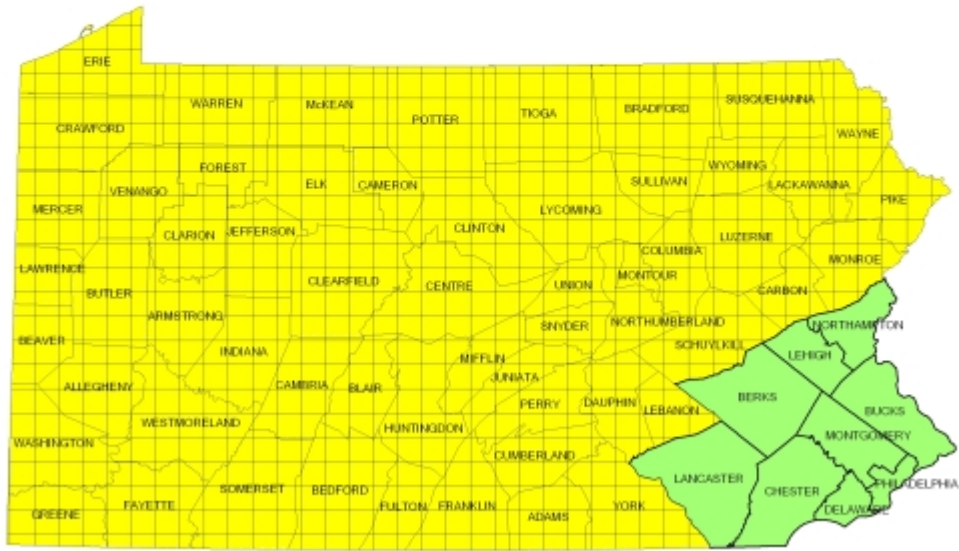 ERIE
WARREN
McKEAN
POTTER
TIOGA
BRADFORD
SUSQUEHANNA
CRAWFORD
WAYNE
FOREST
WYOMING
VENANGO
ELK
CAMERON
SULLIVAN
LACKAWANNA
MERCER
LYCOMING
PIKE
CLARION
JEFFERSON
CLINTON
LUZERNE
COLUMBIA
LAWRENCE
CLEARFIELD
CENTRE
UNION
MONTOUR
MONROE
BUTLER
CARBON
ARMSTRONG
SNYDER
NORTHUMBERLAND
NORTHAMPTON
BEAVER
INDIANA
SCHUYLKILL
LEHIGH
MIFFLIN
JUNIATA
ALLEGHENY
CAMBRIA
BLAIR
PERRY
DAUPHIN
LEBANON
BERKS
BUCKS
WESTMORELAND
HUNTINGDON
MONTGOMERY
WASHINGTON
CUMBERLAND
LANCASTER
CHESTER
PHILADELPHIA
GREENE
FAYETTE
SOMERSET
BEDFORD
FULTON
FRANKLIN
ADAMS
YORK
DELAWARE